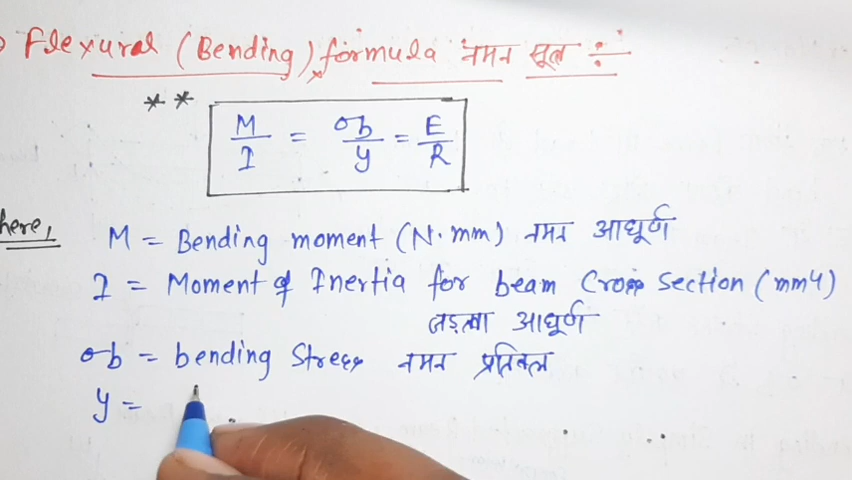 Flexural (Bending) formula नमन सूत्र :-
**
M/I = σb/y = E/R
here,
M = Bending moment (N.mm) नमन आघूर्ण
I = Moment of Inertia for beam Cross section (mm4)
जड़त्वा आघूर्ण
σb = bending Stress नमन प्रतिबल
y =